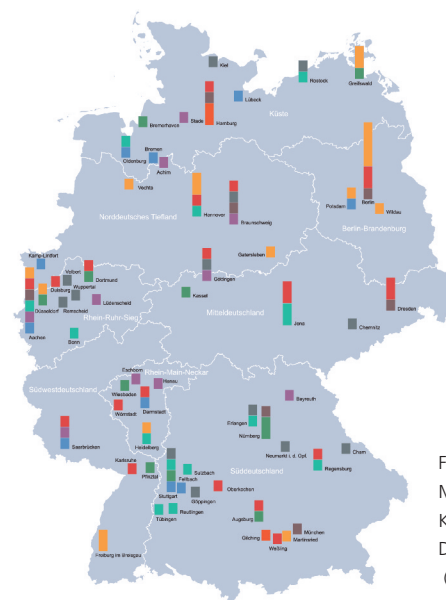 Kiel
Rostock
Greifswald
Küste
Lübeck
Bremerhaven
Stade
Hamburg
Bremen
Oldenburg
Achim
Vechta
Norddeutsches Tiefland
Hannover
Braunschweig
Potsdam
Berlin
Wildau
Berlin-Brandenburg
Gatersleben
Kamp-Lintfort
Velbert
Dortmund
Duisburg
Wuppertal
Göttingen
Kassel
Düsseldorf
Remscheid
Lüdenscheid
Mitteldeutschland
Dresden
Rhein-Ruhr-Sieg
Chemnitz
Jena
Aachen
Bonn
Rhein-Main-Neckar
Eschborn
Hanau
Südwestdeutschland
Wiesbaden
Bayreuth
Wörrstadt
Darmstadt
Erlangen
Nürnberg
Saarbrücken
Heidelberg
Neumarkt i. d. Opf.
Cham
Karlsruhe
Pfinztal
Sulzbach
Süddeutschland
Regensburg
Fellbach
Stuttgart
Göppingen
Oberkochen
Augsburg
Tübingen
Reutlingen
München
Gilching
Martinsried
Weßling
Freiburg im Breisgau
F
M
K
D